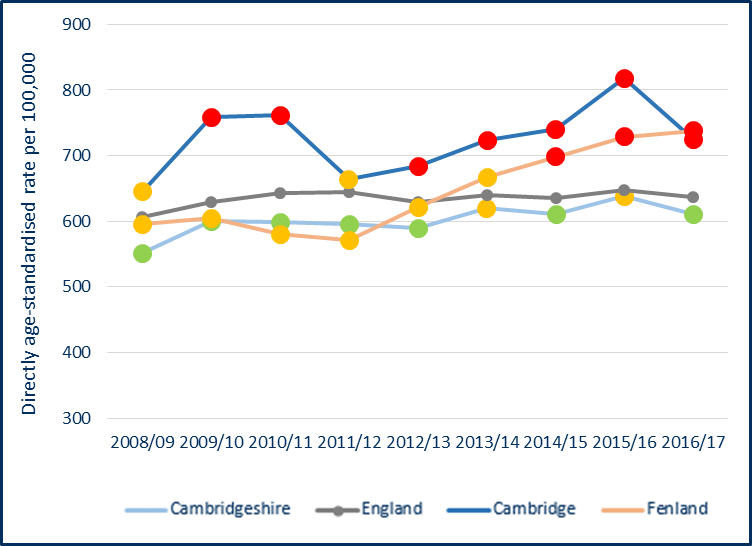 Directly age-standardised rate per 100,000
900
800
700
600
500
400
300
2008/09 2009/10 2010/11 2011/12 2012/13 2013/14 2014/15 2015/16 2016/17
Cambridgeshire England Cambridge Fenland